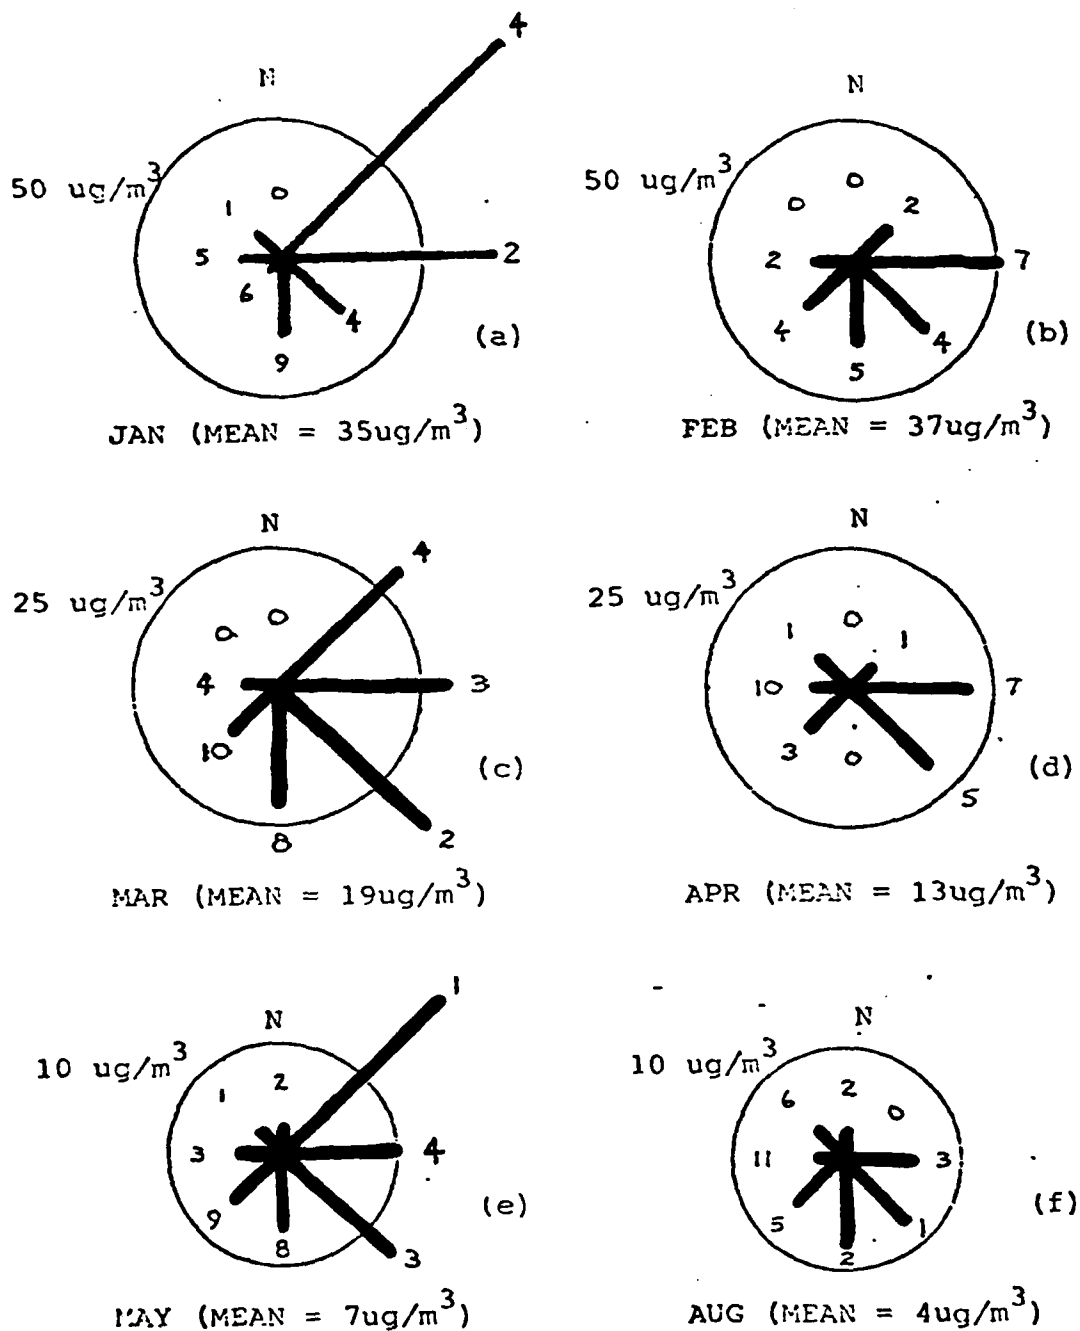 4
N
50 ug/m³
0
1
5
2
6
4
9
(a)
JAN (MEAN = 35ug/m³)
N
50 ug/m³
0
0
2
2
7
4
4
5
(b)
FEB (MEAN = 37ug/m³)
N
25 ug/m³
4
0
0
4
3
10
8
2
(c)
MAR (MEAN = 19ug/m³)
N
25 ug/m³
0
1
1
10
7
3
0
5
(d)
APR (MEAN = 13ug/m³)
1
N
10 ug/m³
2
1
3
4
9
8
3
(e)
MAY (MEAN = 7ug/m³)
N
10 ug/m³
2
6
0
11
3
5
1
2
(f)
AUG (MEAN = 4ug/m³)